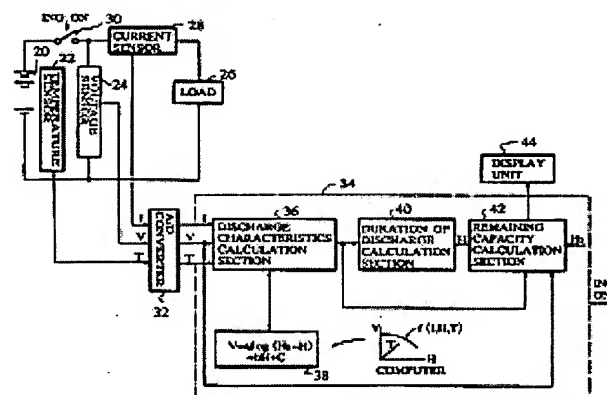 30
28
CURRENT
SENSOR
20
22
24
TEMPERATURE
SENSOR
VOLTAGE
SENSOR
26
LOAD
44
DISPLAY
UNIT
34
I
V
T
A/D
CONVERTER
32
I
V
T
36
DISCHARGE
CHARACTERISTICS
CALCULATION
SECTION
40
DURATION OF
DISCHARGE
CALCULATION
SECTION
H
42
REMAINING
CAPACITY
CALCULATION
SECTION
38
V
f (I,H,T)
T
H
COMPUTER